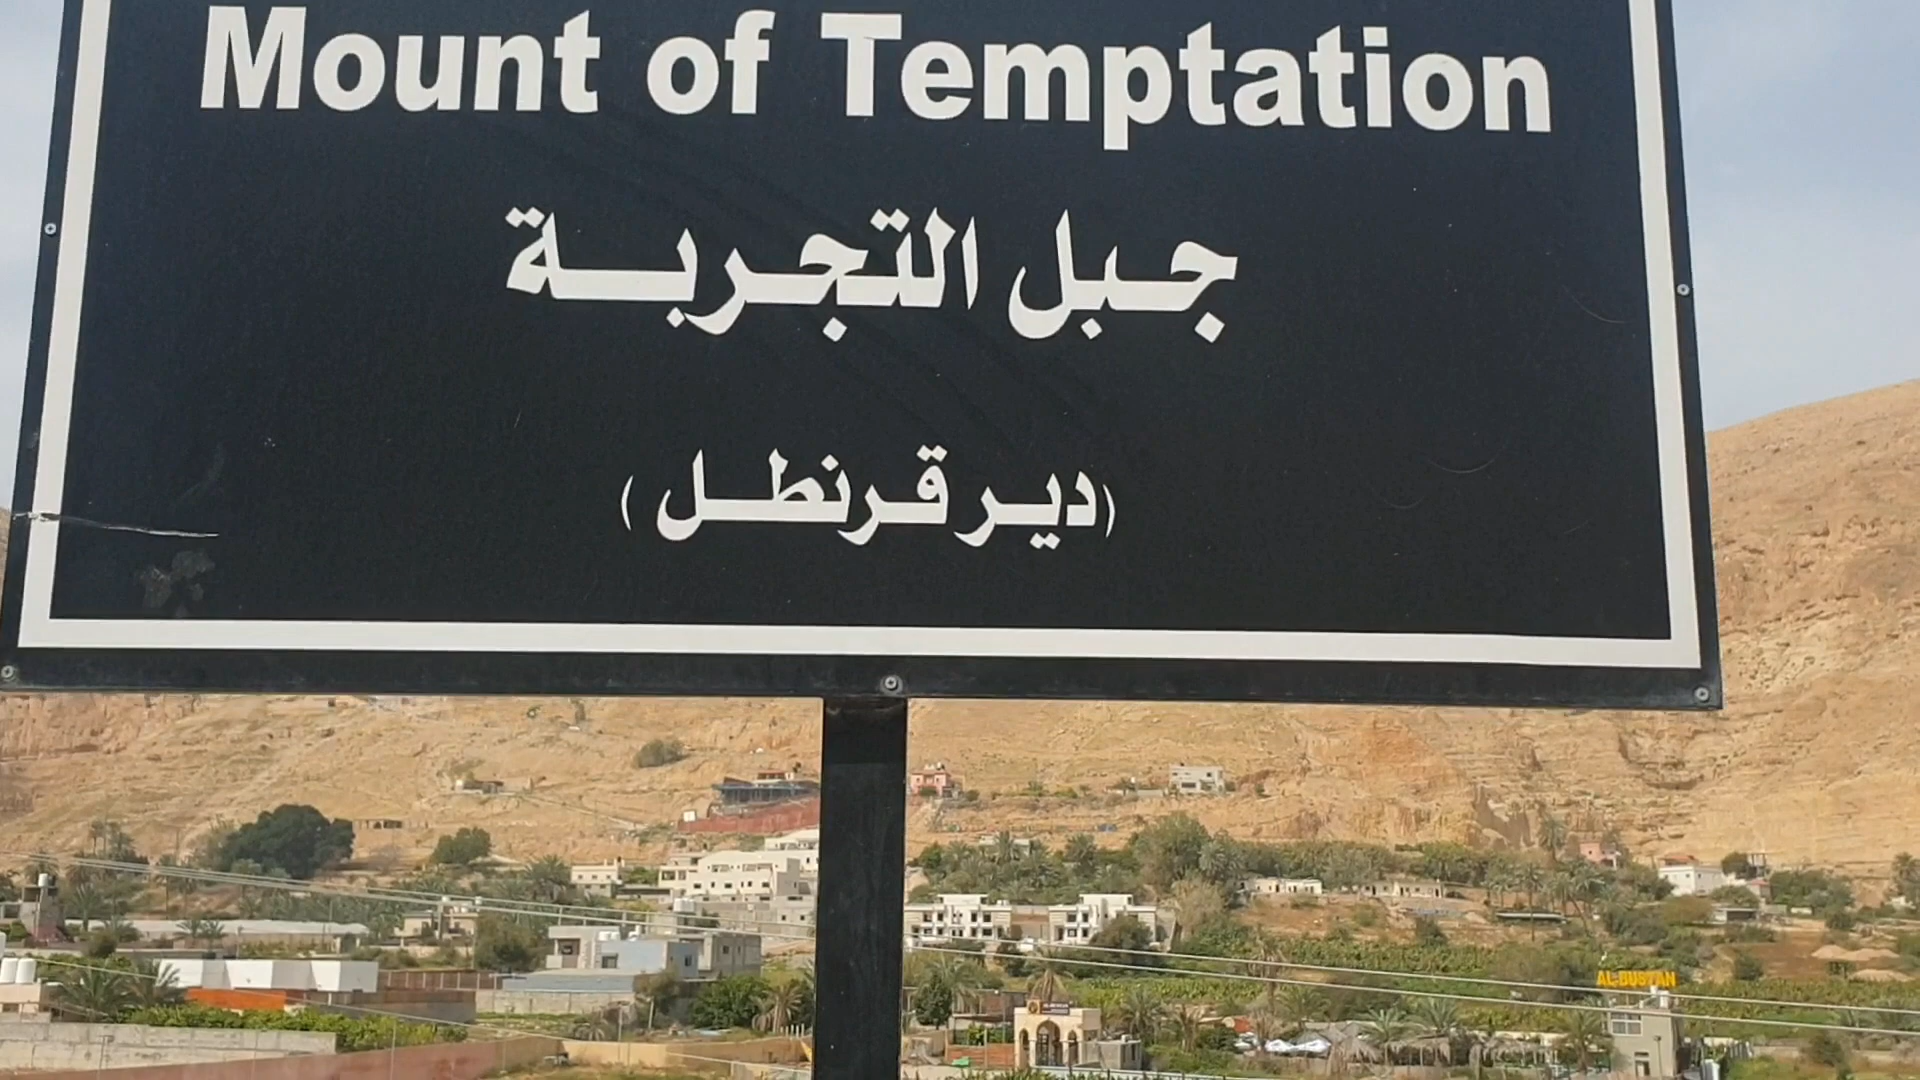 Mount of Temptation
جبل التجربة
(دير قرنطل )
AL-BUSTAN